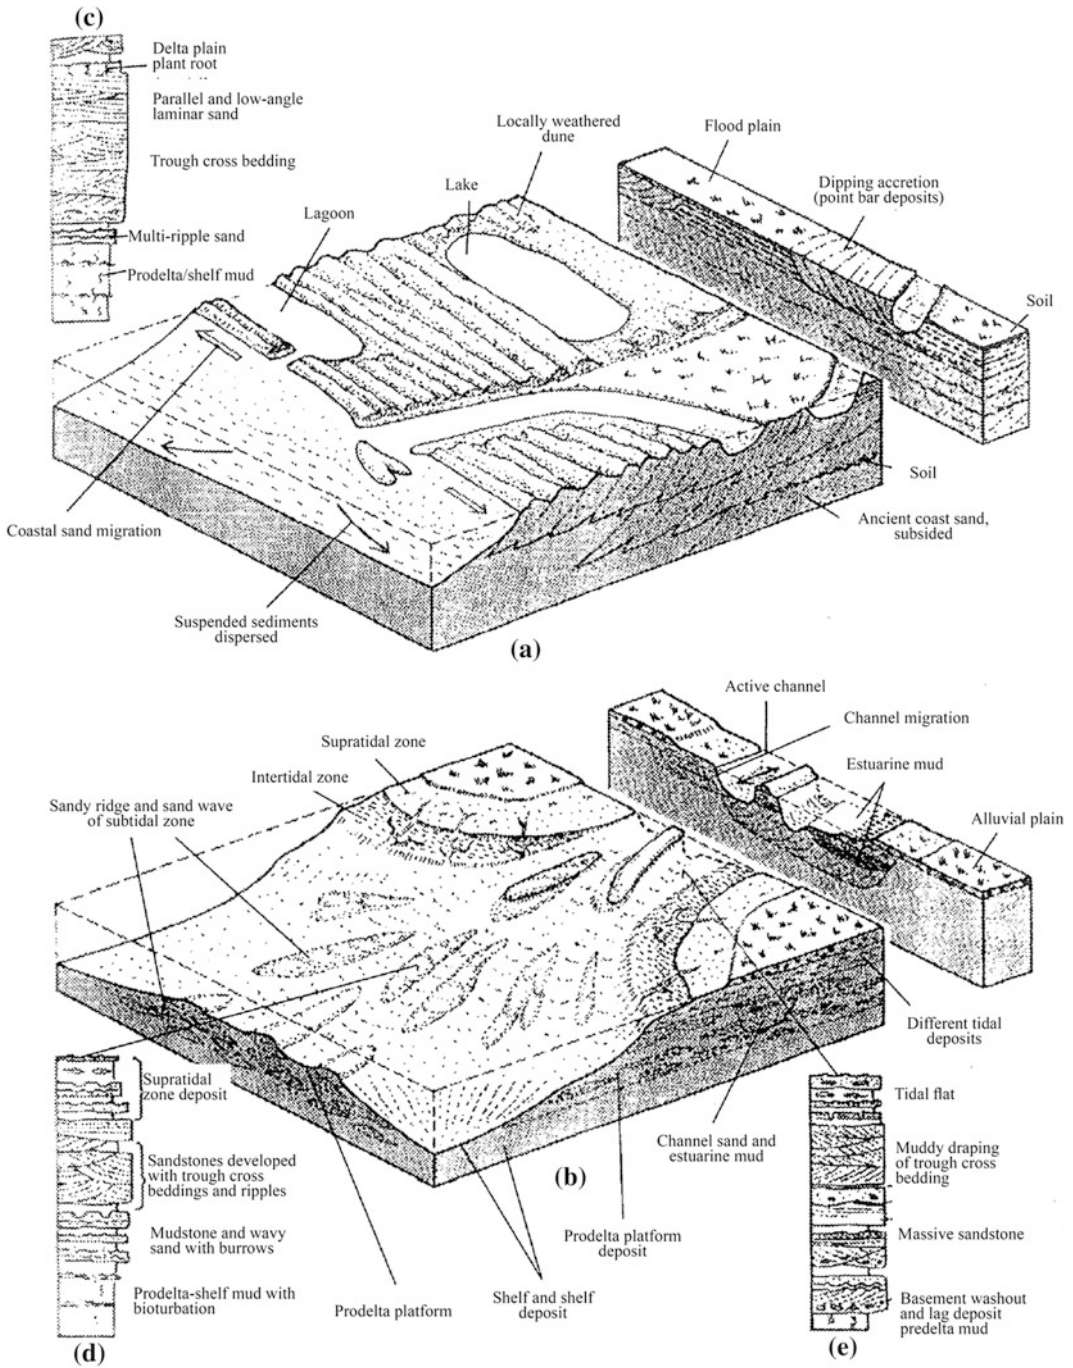 (c)
Delta plain
plant root
Parallel and low-angle
laminar sand
Trough cross bedding
Multi-ripple sand
Prodelta/shelf mud
Locally weathered
dune
Lake
Lagoon
Flood plain
Dipping accretion
(point bar deposits)
Soil
Soil
Ancient coast sand,
subsided
Coastal sand migration
Suspended sediments
dispersed
(a)
Active channel
Channel migration
Estuarine mud
Alluvial plain
Supratidal zone
Intertidal zone
Sandy ridge and sand wave
of subtidal zone
Different tidal
deposits
Channel sand and
estuarine mud
(b)
Prodelta platform
deposit
Shelf and shelf
deposit
Prodelta platform
Supratidal
zone deposit
Sandstones developed
with trough cross
beddings and ripples
Mudstone and wavy
sand with burrows
Prodelta-shelf mud with
bioturbation
(d)
Tidal flat
Muddy draping
of trough cross
bedding
Massive sandstone
Basement washout
and lag deposit
predelta mud
(e)